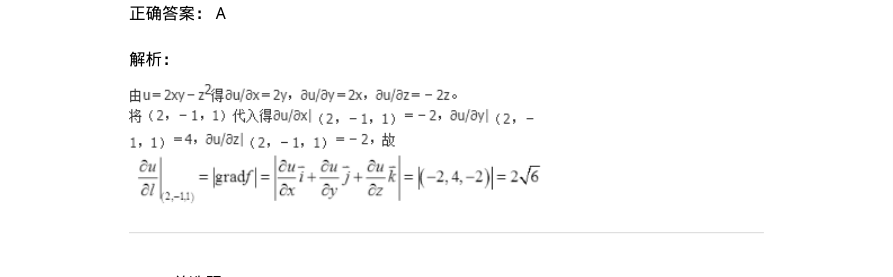 正确答案： A
解析：
由u＝2xy－z²得∂u/∂x＝2y，∂u/∂y＝2x，∂u/∂z＝－2z。
将（2，－1，1）代入得∂u/∂x|（2，－1，1）＝－2，∂u/∂y|（2，－
1，1）＝4，∂u/∂z|（2，－1，1）＝－2，故
∂u/∂l|(2,-1,1) = |gradf| = |∂u/∂x i + ∂u/∂y j + ∂u/∂z k| = |(−2, 4, −2)| = 2√6